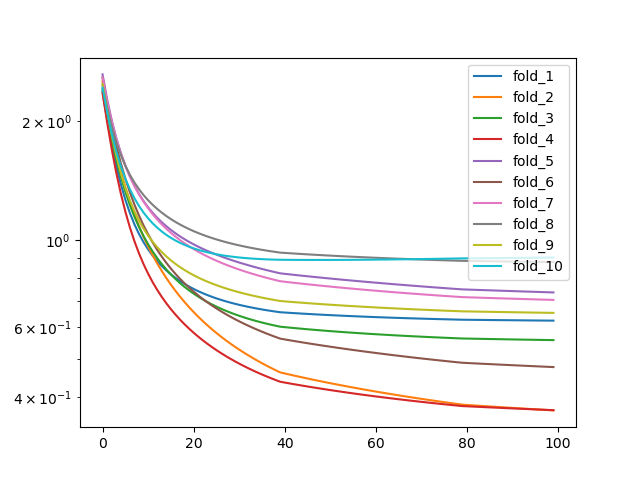 2 × 10⁰
10⁰
6 × 10⁻¹
4 × 10⁻¹
0 20 40 60 80 100
fold_1
fold_2
fold_3
fold_4
fold_5
fold_6
fold_7
fold_8
fold_9
fold_10